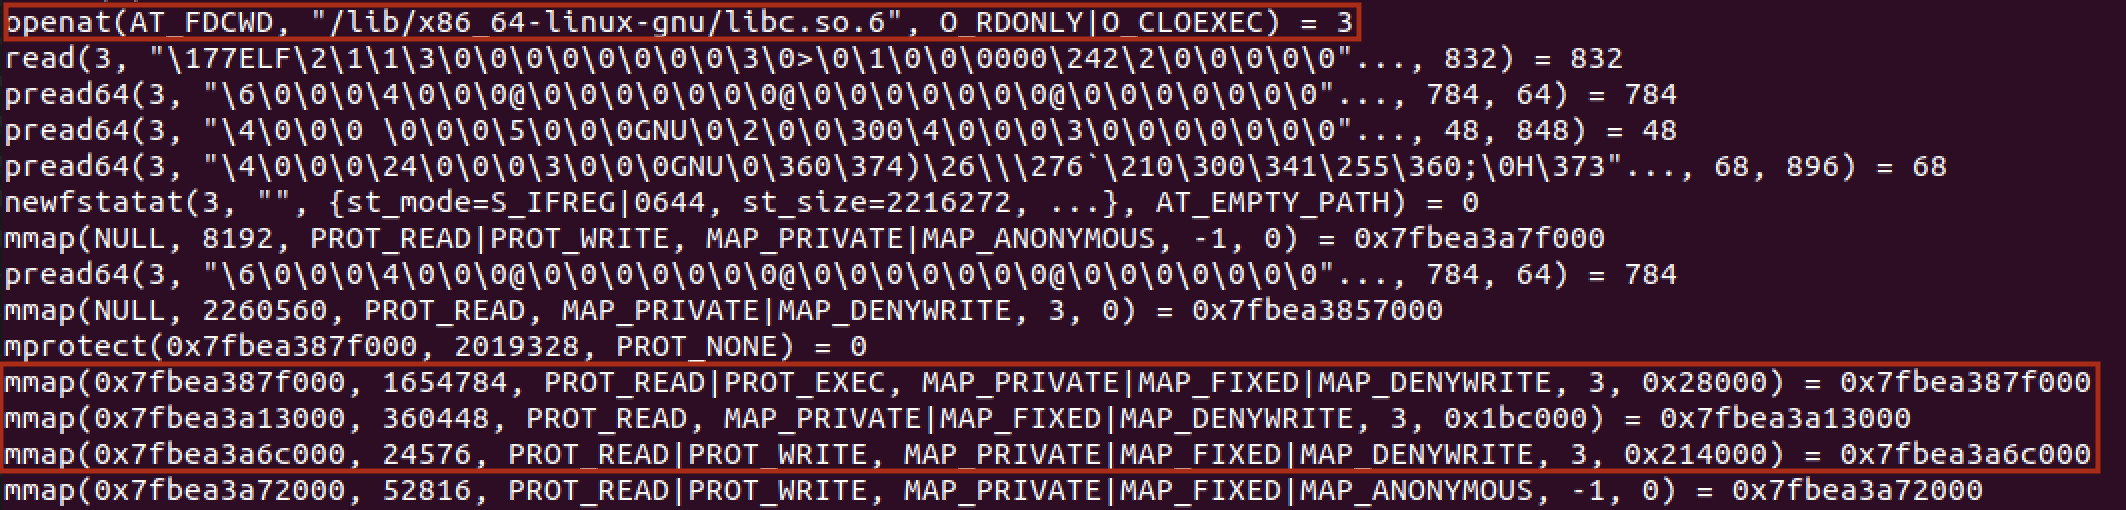 openat(AT_FDCWD, "/lib/x86_64-linux-gnu/libc.so.6", O_RDONLY|O_CLOEXEC) = 3
read(3, "\177ELF\2\1\1\3\0\0\0\0\0\0\0\0\3\0>\0\1\0\0\0000\242\2\0\0\0\0\0"..., 832) = 832
pread64(3, "\6\0\0\0\4\0\0\0@\0\0\0\0\0\0\0@\0\0\0\0\0\0\0@\0\0\0\0\0\0\0"..., 784, 64) = 784
pread64(3, "\4\0\0\0 \0\0\0\5\0\0\0GNU\0\2\0\0\300\4\0\0\0\3\0\0\0\0\0\0\0"..., 48, 848) = 48
pread64(3, "\4\0\0\0\24\0\0\0\3\0\0\0GNU\0\360\374)\26\\\276`\210\300\341\255\360;\0H\373"..., 68, 896) = 68
newfstatat(3, "", {st_mode=S_IFREG|0644, st_size=2216272, ...}, AT_EMPTY_PATH) = 0
mmap(NULL, 8192, PROT_READ|PROT_WRITE, MAP_PRIVATE|MAP_ANONYMOUS, -1, 0) = 0x7fbea3a7f000
pread64(3, "\6\0\0\0\4\0\0\0@\0\0\0\0\0\0\0@\0\0\0\0\0\0\0@\0\0\0\0\0\0\0"..., 784, 64) = 784
mmap(NULL, 2260560, PROT_READ, MAP_PRIVATE|MAP_DENYWRITE, 3, 0) = 0x7fbea3857000
mprotect(0x7fbea387f000, 2019328, PROT_NONE) = 0
mmap(0x7fbea387f000, 1654784, PROT_READ|PROT_EXEC, MAP_PRIVATE|MAP_FIXED|MAP_DENYWRITE, 3, 0x28000) = 0x7fbea387f000
mmap(0x7fbea3a13000, 360448, PROT_READ, MAP_PRIVATE|MAP_FIXED|MAP_DENYWRITE, 3, 0x1bc000) = 0x7fbea3a13000
mmap(0x7fbea3a6c000, 24576, PROT_READ|PROT_WRITE, MAP_PRIVATE|MAP_FIXED|MAP_DENYWRITE, 3, 0x214000) = 0x7fbea3a6c000
mmap(0x7fbea3a72000, 52816, PROT_READ|PROT_WRITE, MAP_PRIVATE|MAP_FIXED|MAP_ANONYMOUS, -1, 0) = 0x7fbea3a72000